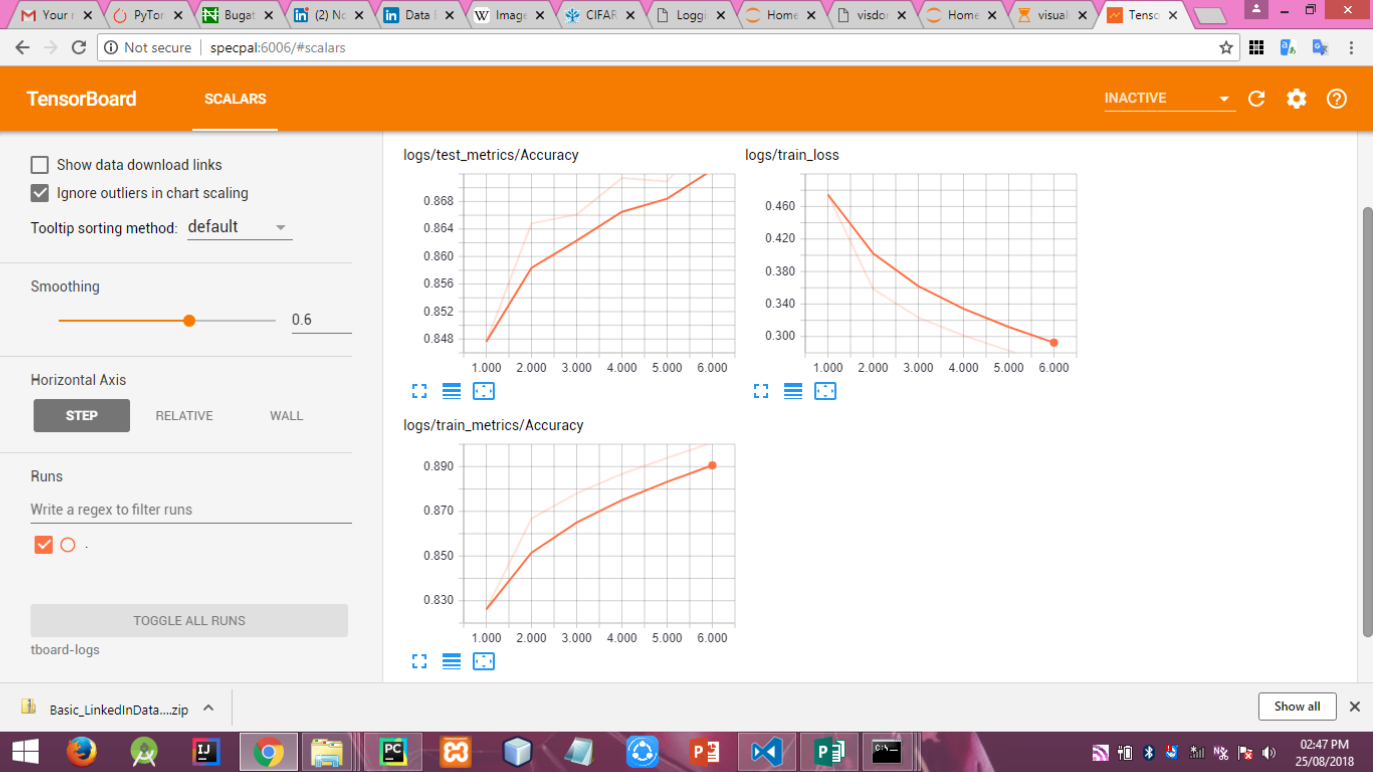 Your r
PyTor
Bugat
(2) No
Data E
Image
CIFAR
Loggi
Home
visdor
Home
visuali
Tenso
Not secure specpal:6006/#scalars
TensorBoard SCALARS INACTIVE
Show data download links
Ignore outliers in chart scaling
Tooltip sorting method: default
Smoothing
0.6
Horizontal Axis
STEP RELATIVE WALL
Runs
Write a regex to filter runs
.
TOGGLE ALL RUNS
tboard-logs
logs/test_metrics/Accuracy
0.868
0.864
0.860
0.856
0.852
0.848
1.000 2.000 3.000 4.000 5.000 6.000
logs/train_loss
0.460
0.420
0.380
0.340
0.300
1.000 2.000 3.000 4.000 5.000 6.000
logs/train_metrics/Accuracy
0.890
0.870
0.850
0.830
1.000 2.000 3.000 4.000 5.000 6.000
Basic_LinkedInData....zip
Show all
02:47 PM
25/08/2018